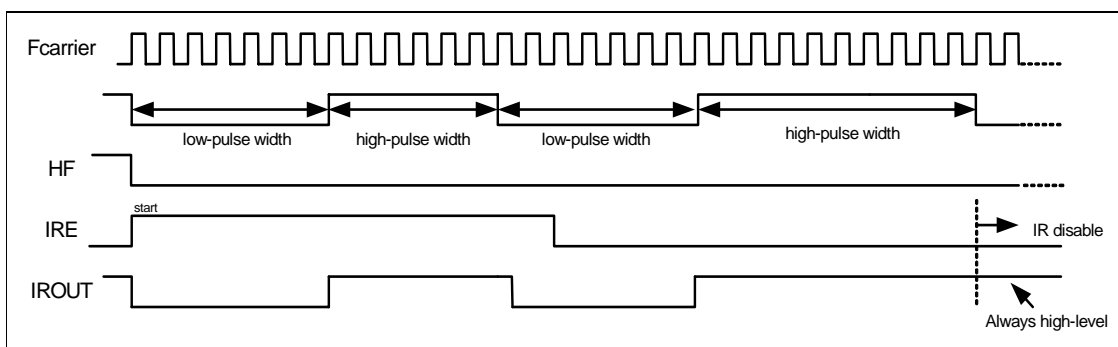 Fcarrier
low-pulse width
high-pulse width
low-pulse width
high-pulse width
HF
start
IRE
IR disable
IROUT
Always high-level